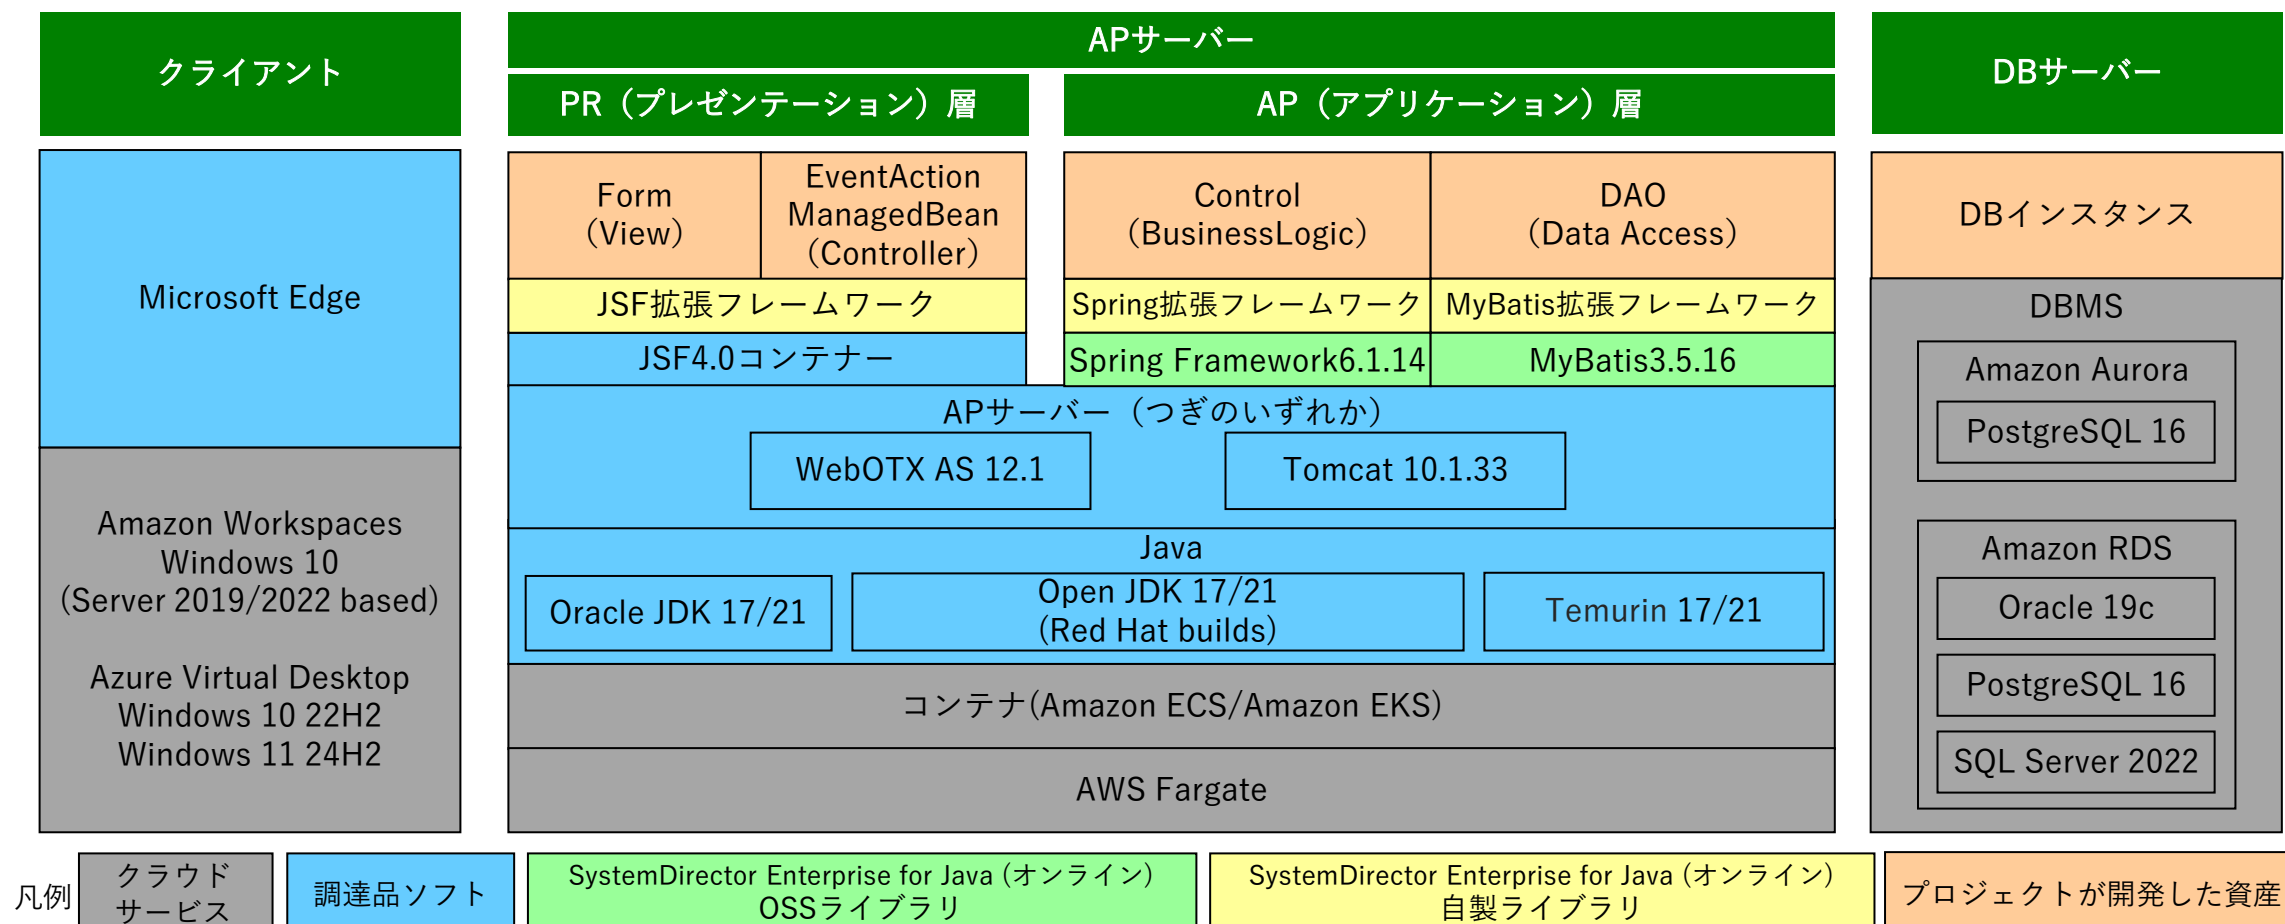 クライアント
Microsoft Edge
Amazon Workspaces
Windows 10
(Server 2019/2022 based)
Azure Virtual Desktop
Windows 10 22H2
Windows 11 24H2
APサーバー
PR（プレゼンテーション）層
Form
（View）
EventAction
ManagedBean
（Controller）
JSF拡張フレームワーク
JSF4.0コンテナー
AP（アプリケーション）層
Control
（BusinessLogic）
DAO
（Data Access）
Spring拡張フレームワーク
MyBatis拡張フレームワーク
Spring Framework6.1.14
MyBatis3.5.16
APサーバー（つぎのいずれか）
WebOTX AS 12.1
Tomcat 10.1.33
Java
Oracle JDK 17/21
Open JDK 17/21
(Red Hat builds)
Temurin 17/21
コンテナ(Amazon ECS/Amazon EKS)
AWS Fargate
DBサーバー
DBインスタンス
DBMS
Amazon Aurora
PostgreSQL 16
Amazon RDS
Oracle 19c
PostgreSQL 16
SQL Server 2022
凡例
クラウド
サービス
調達品ソフト
SystemDirector Enterprise for Java (オンライン)
OSSライブラリ
SystemDirector Enterprise for Java (オンライン)
自製ライブラリ
プロジェクトが開発した資産